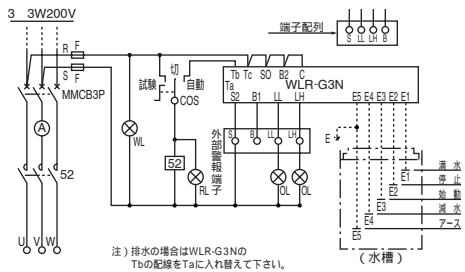 3 3W200V
端子配列
S LL LH B
R F
S F
MMCB3P
A
52
U V W
試験 切 自動
COS
WL
52
RL
Tb Tc SO B2 C
Ta
WLR-G3N
S2 B1 LL LH
E5 E4 E3 E2 E1
外部警報端子
S B LL LH
OL OL
E
満水
E1
停止
E2
始動
E3
減水
E4
アース
E5
(水槽)
注）排水の場合はWLR-G3Nの
Tbの配線をTaに入れ替えて下さい。